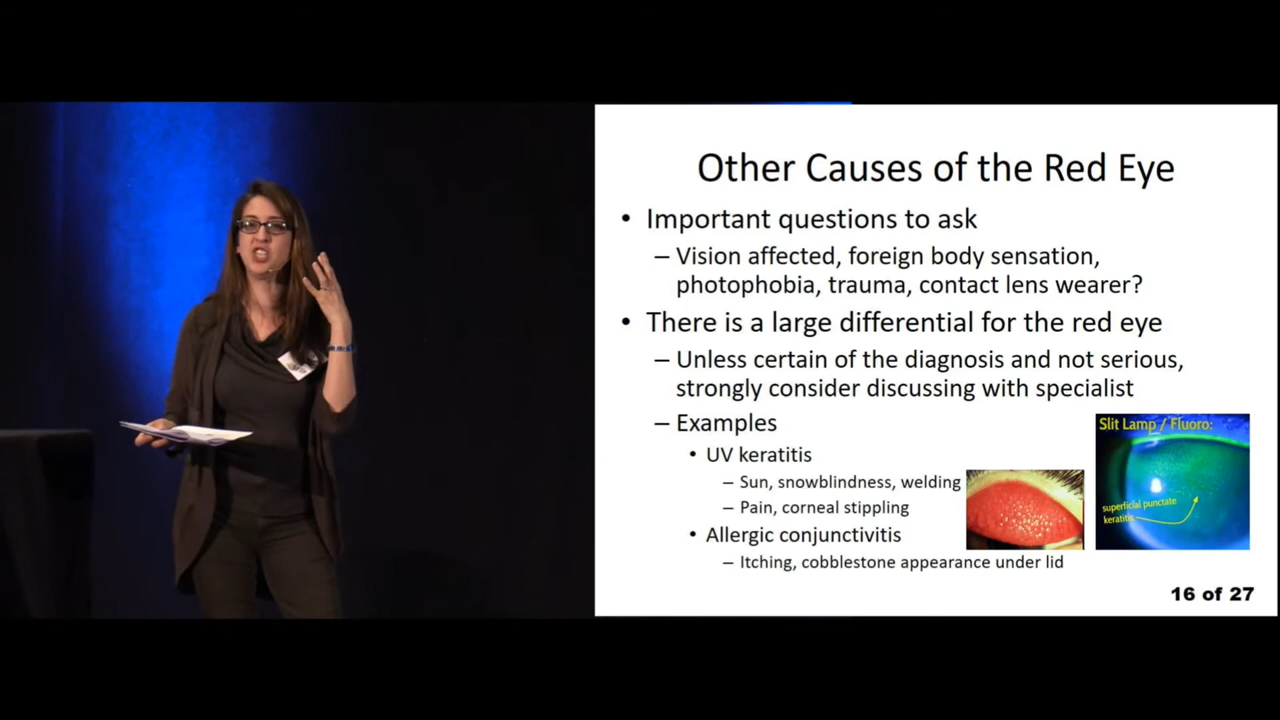 Other Causes of the Red Eye
• Important questions to ask
– Vision affected, foreign body sensation,
photophobia, trauma, contact lens wearer?
• There is a large differential for the red eye
– Unless certain of the diagnosis and not serious,
strongly consider discussing with specialist
– Examples
• UV keratitis
– Sun, snowblindness, welding
– Pain, corneal stippling
• Allergic conjunctivitis
– Itching, cobblestone appearance under lid
Slit Lamp / Fluoro:
superficial punctate
keratitis
16 of 27